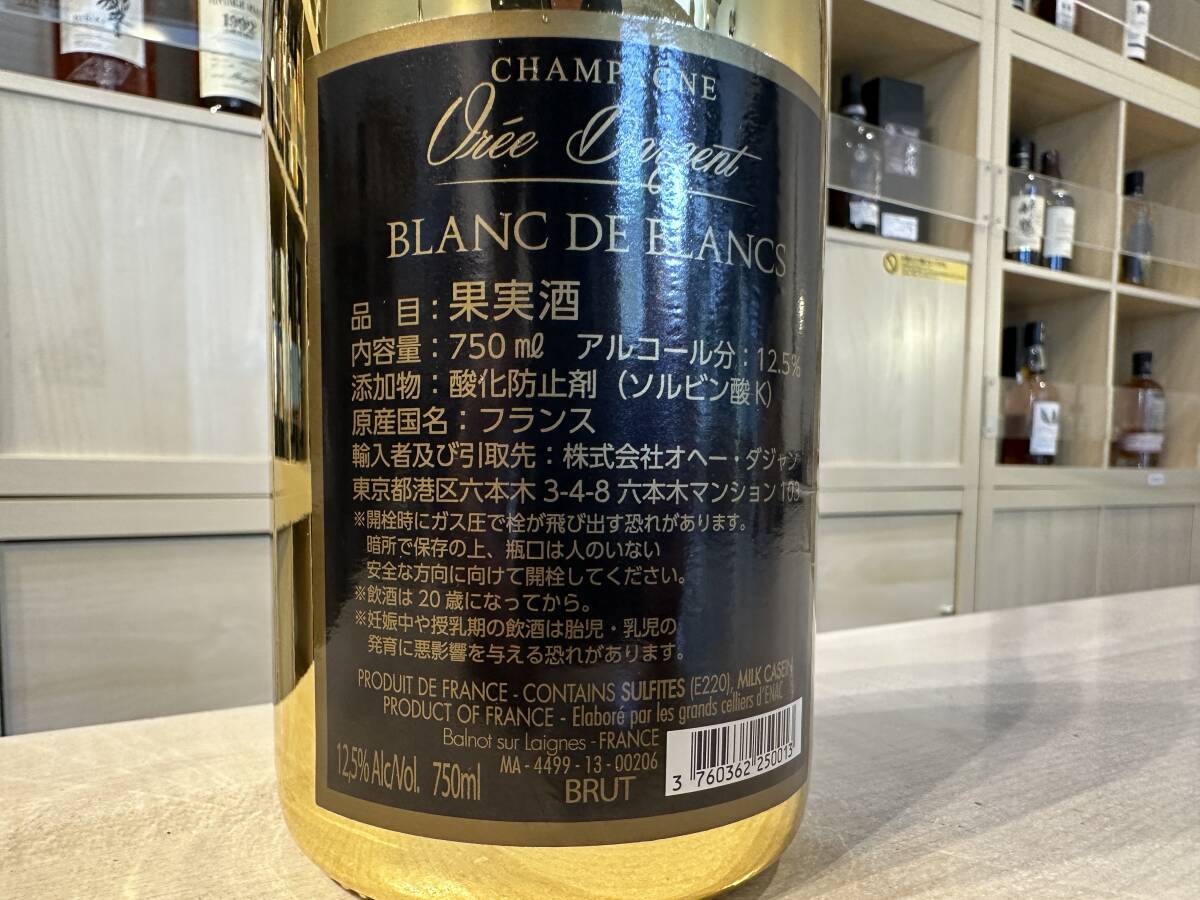 CHAMPAGNE
Orée Dargent
BLANC DE BLANCS
品 目:果実酒
内容量:750㎖ アルコール分:12.5%
添加物:酸化防止剤 (ソルビン酸K)
原産国名:フランス
輸入者及び引取先:株式会社オヘー・ダジャン
東京都港区六本木 3-4-8 六本木マンション 103
※開栓時にガス圧で栓が飛び出す恐れがあります。
暗所で保存の上、瓶口は人のいない
安全な方向に向けて開栓してください。
※飲酒は 20 歳になってから。
※妊娠中や授乳期の飲酒は胎児・乳児の
発育に悪影響を与える恐れがあります。
PRODUIT DE FRANCE - CONTAINS SULFITES (E220), MILK CASEIN
PRODUCT OF FRANCE - Elaboré par les grands celliers d'ENAC
Balnot sur Laignes - FRANCE
MA - 4499 - 13 - 00206
12,5% Alc/Vol. 750ml
BRUT
3 760362 250013
1992